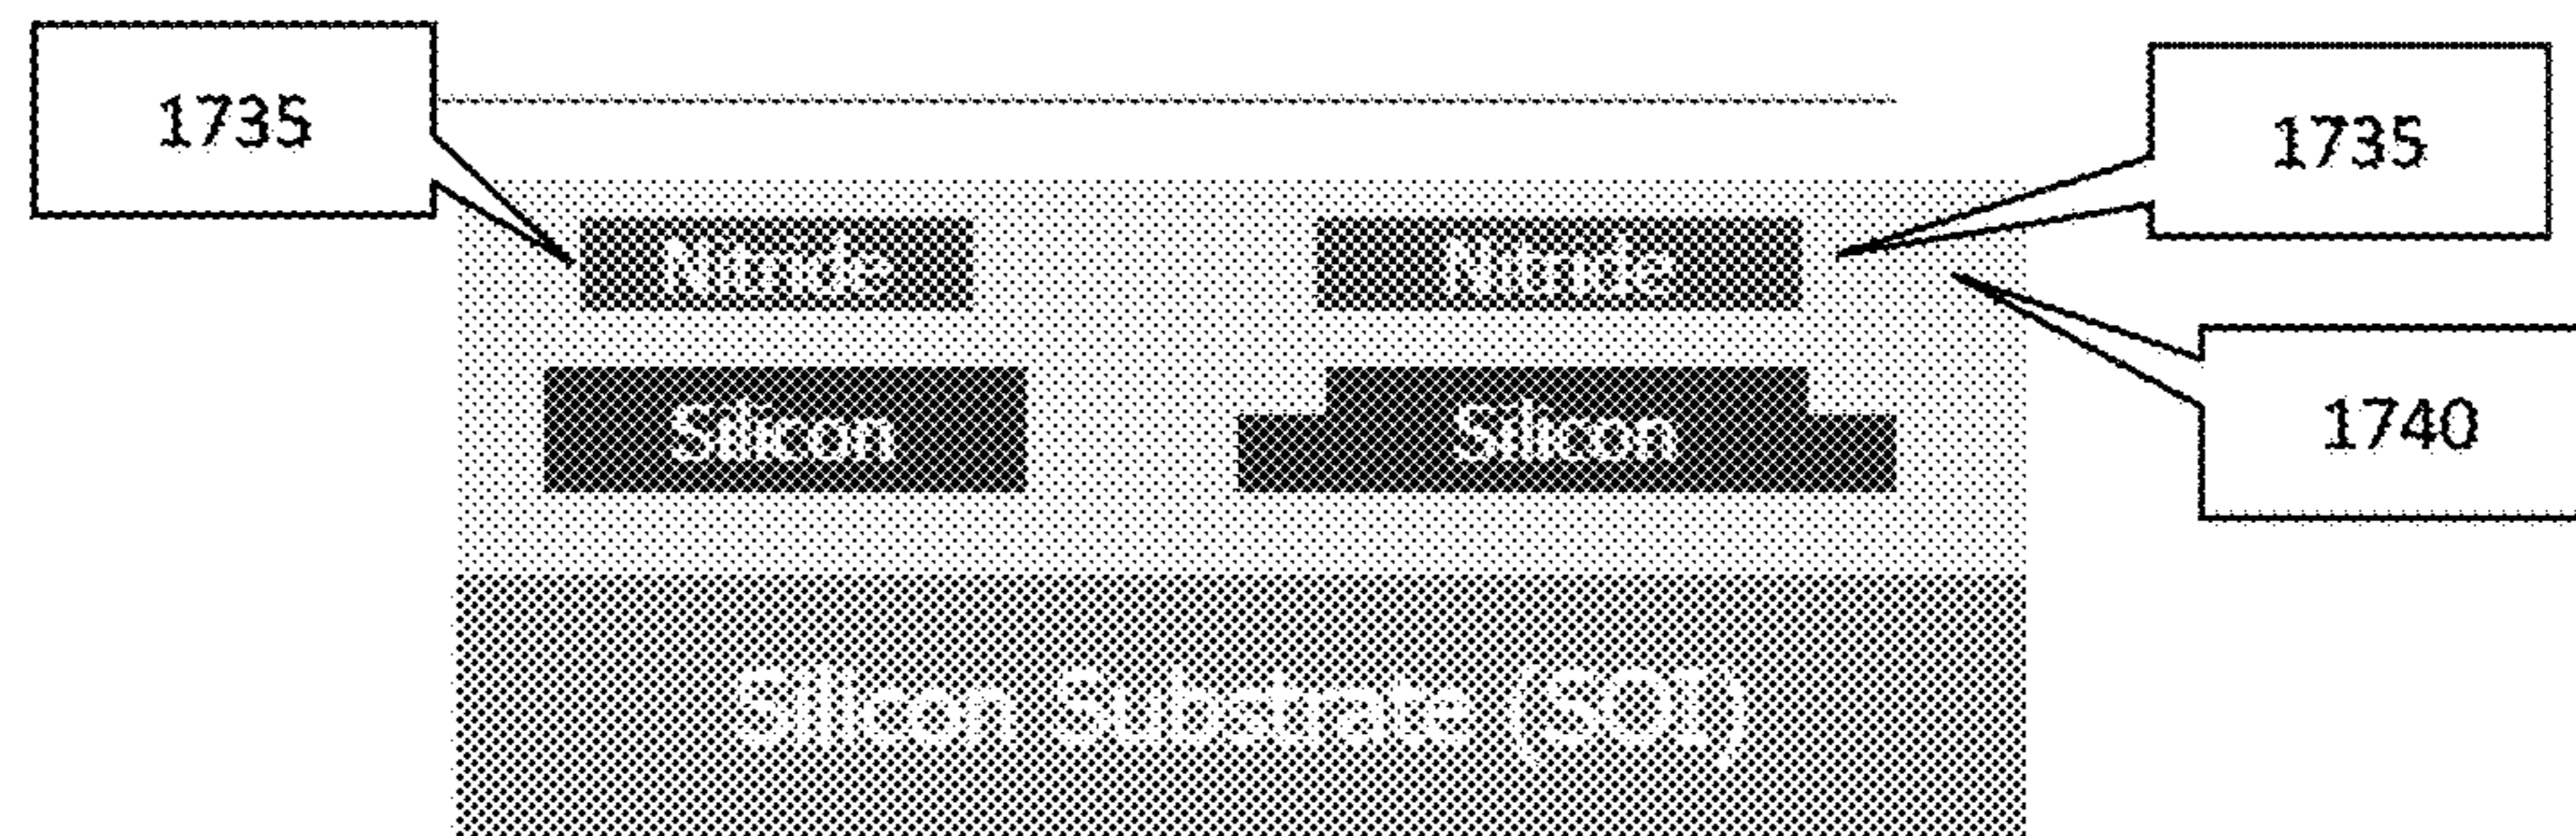 1735
1735
Nitride
Nitride
1740
Silicon
Silicon
Silicon Substrate (SOI)